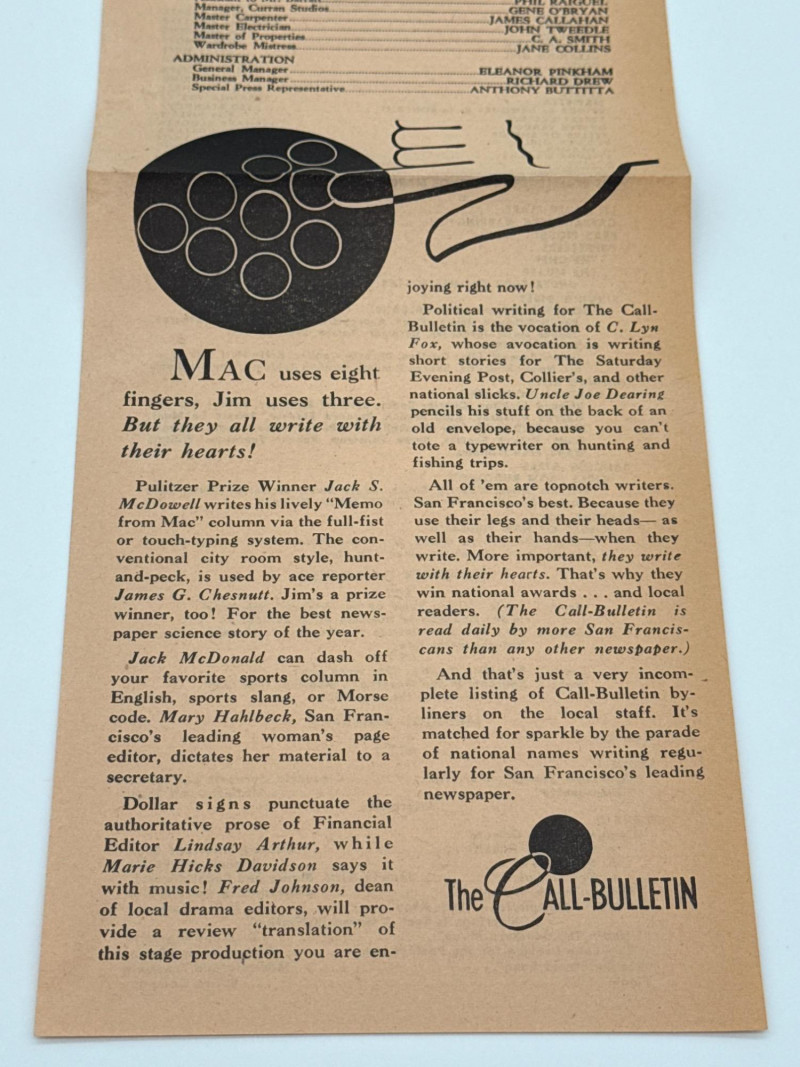 PHIL RAIGUEL
Manager, Curran Studios GENE O'BRYAN
Master Carpenter JAMES CALLAHAN
Master Electrician JOHN TWEEDLE
Master of Properties C. A. SMITH
Wardrobe Mistress JANE COLLINS
ADMINISTRATION
General Manager ELEANOR PINKHAM
Business Manager RICHARD DREW
Special Press Representative ANTHONY BUTTITTA
MAC uses eight
fingers, Jim uses three.
But they all write with
their hearts!
Pulitzer Prize Winner Jack S.
McDowell writes his lively "Memo
from Mac" column via the full-fist
or touch-typing system. The con-
ventional city room style, hunt-
and-peck, is used by ace reporter
James G. Chesnutt. Jim's a prize
winner, too! For the best news-
paper science story of the year.
Jack McDonald can dash off
your favorite sports column in
English, sports slang, or Morse
code. Mary Hahlbeck, San Fran-
cisco's leading woman's page
editor, dictates her material to a
secretary.
Dollar signs punctuate the
authoritative prose of Financial
Editor Lindsay Arthur, while
Marie Hicks Davidson says it
with music! Fred Johnson, dean
of local drama editors, will pro-
vide a review "translation" of
this stage production you are en-
joying right now!
Political writing for The Call-
Bulletin is the vocation of C. Lyn
Fox, whose avocation is writing
short stories for The Saturday
Evening Post, Collier's, and other
national slicks. Uncle Joe Dearing
pencils his stuff on the back of an
old envelope, because you can't
tote a typewriter on hunting and
fishing trips.
All of 'em are topnotch writers.
San Francisco's best. Because they
use their legs and their heads— as
well as their hands—when they
write. More important, they write
with their hearts. That's why they
win national awards . . . and local
readers. (The Call-Bulletin is
read daily by more San Francis-
cans than any other newspaper.)
And that's just a very incom-
plete listing of Call-Bulletin by-
liners on the local staff. It's
matched for sparkle by the parade
of national names writing regu-
larly for San Francisco's leading
newspaper.
The CALL-BULLETIN